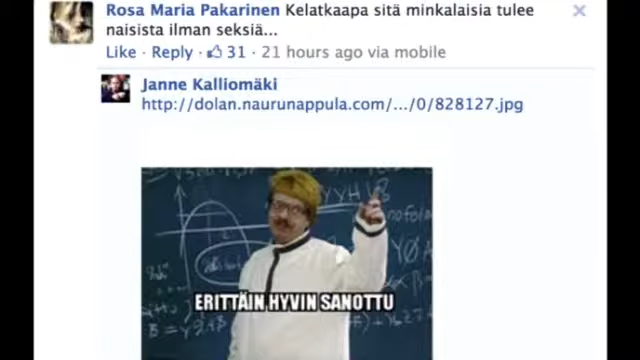 Rosa Maria Pakarinen Kelatkaapa sitä minkalaisia tulee
naisista ilman seksiä...
Like · Reply · 31 · 21 hours ago via mobile
Janne Kalliomäki
http://dolan.naurunappula.com/.../0/828127.jpg
ERITTÄIN HYVIN SANOTTU